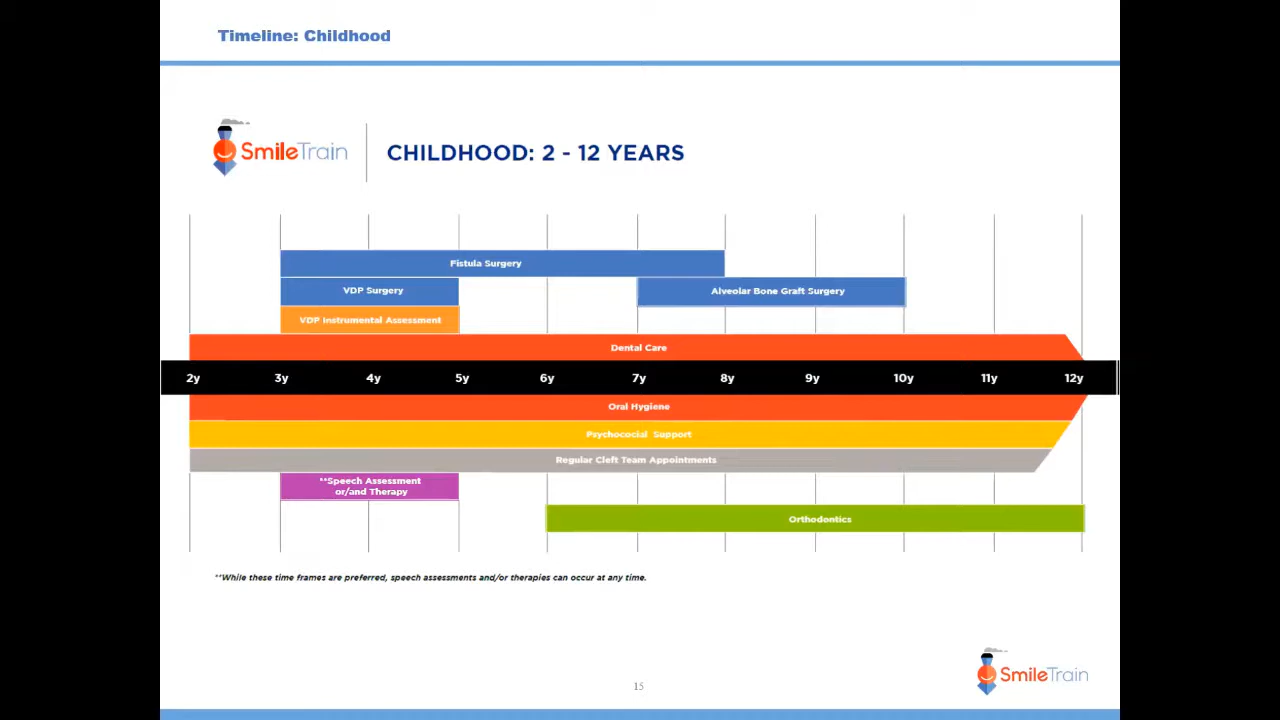 Timeline: Childhood
SmileTrain
CHILDHOOD: 2 - 12 YEARS
Fistula Surgery
VDP Surgery
Alveolar Bone Graft Surgery
VDP Instrumental Assessment
Dental Care
2y 3y 4y 5y 6y 7y 8y 9y 10y 11y 12y
Oral Hygiene
Psychococial Support
Regular Cleft Team Appointments
**Speech Assessment
or/and Therapy
Orthodontics
**While these time frames are preferred, speech assessments and/or therapies can occur at any time.
SmileTrain
15